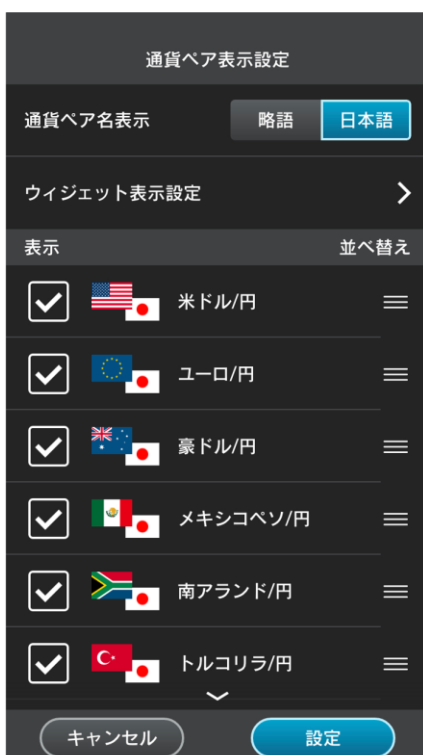 通貨ペア表示設定
通貨ペア名表示 略語 日本語
ウィジェット表示設定
表示 並べ替え
米ドル/円
ユーロ/円
豪ドル/円
メキシコペソ/円
南アランド/円
トルコリラ/円
キャンセル 設定